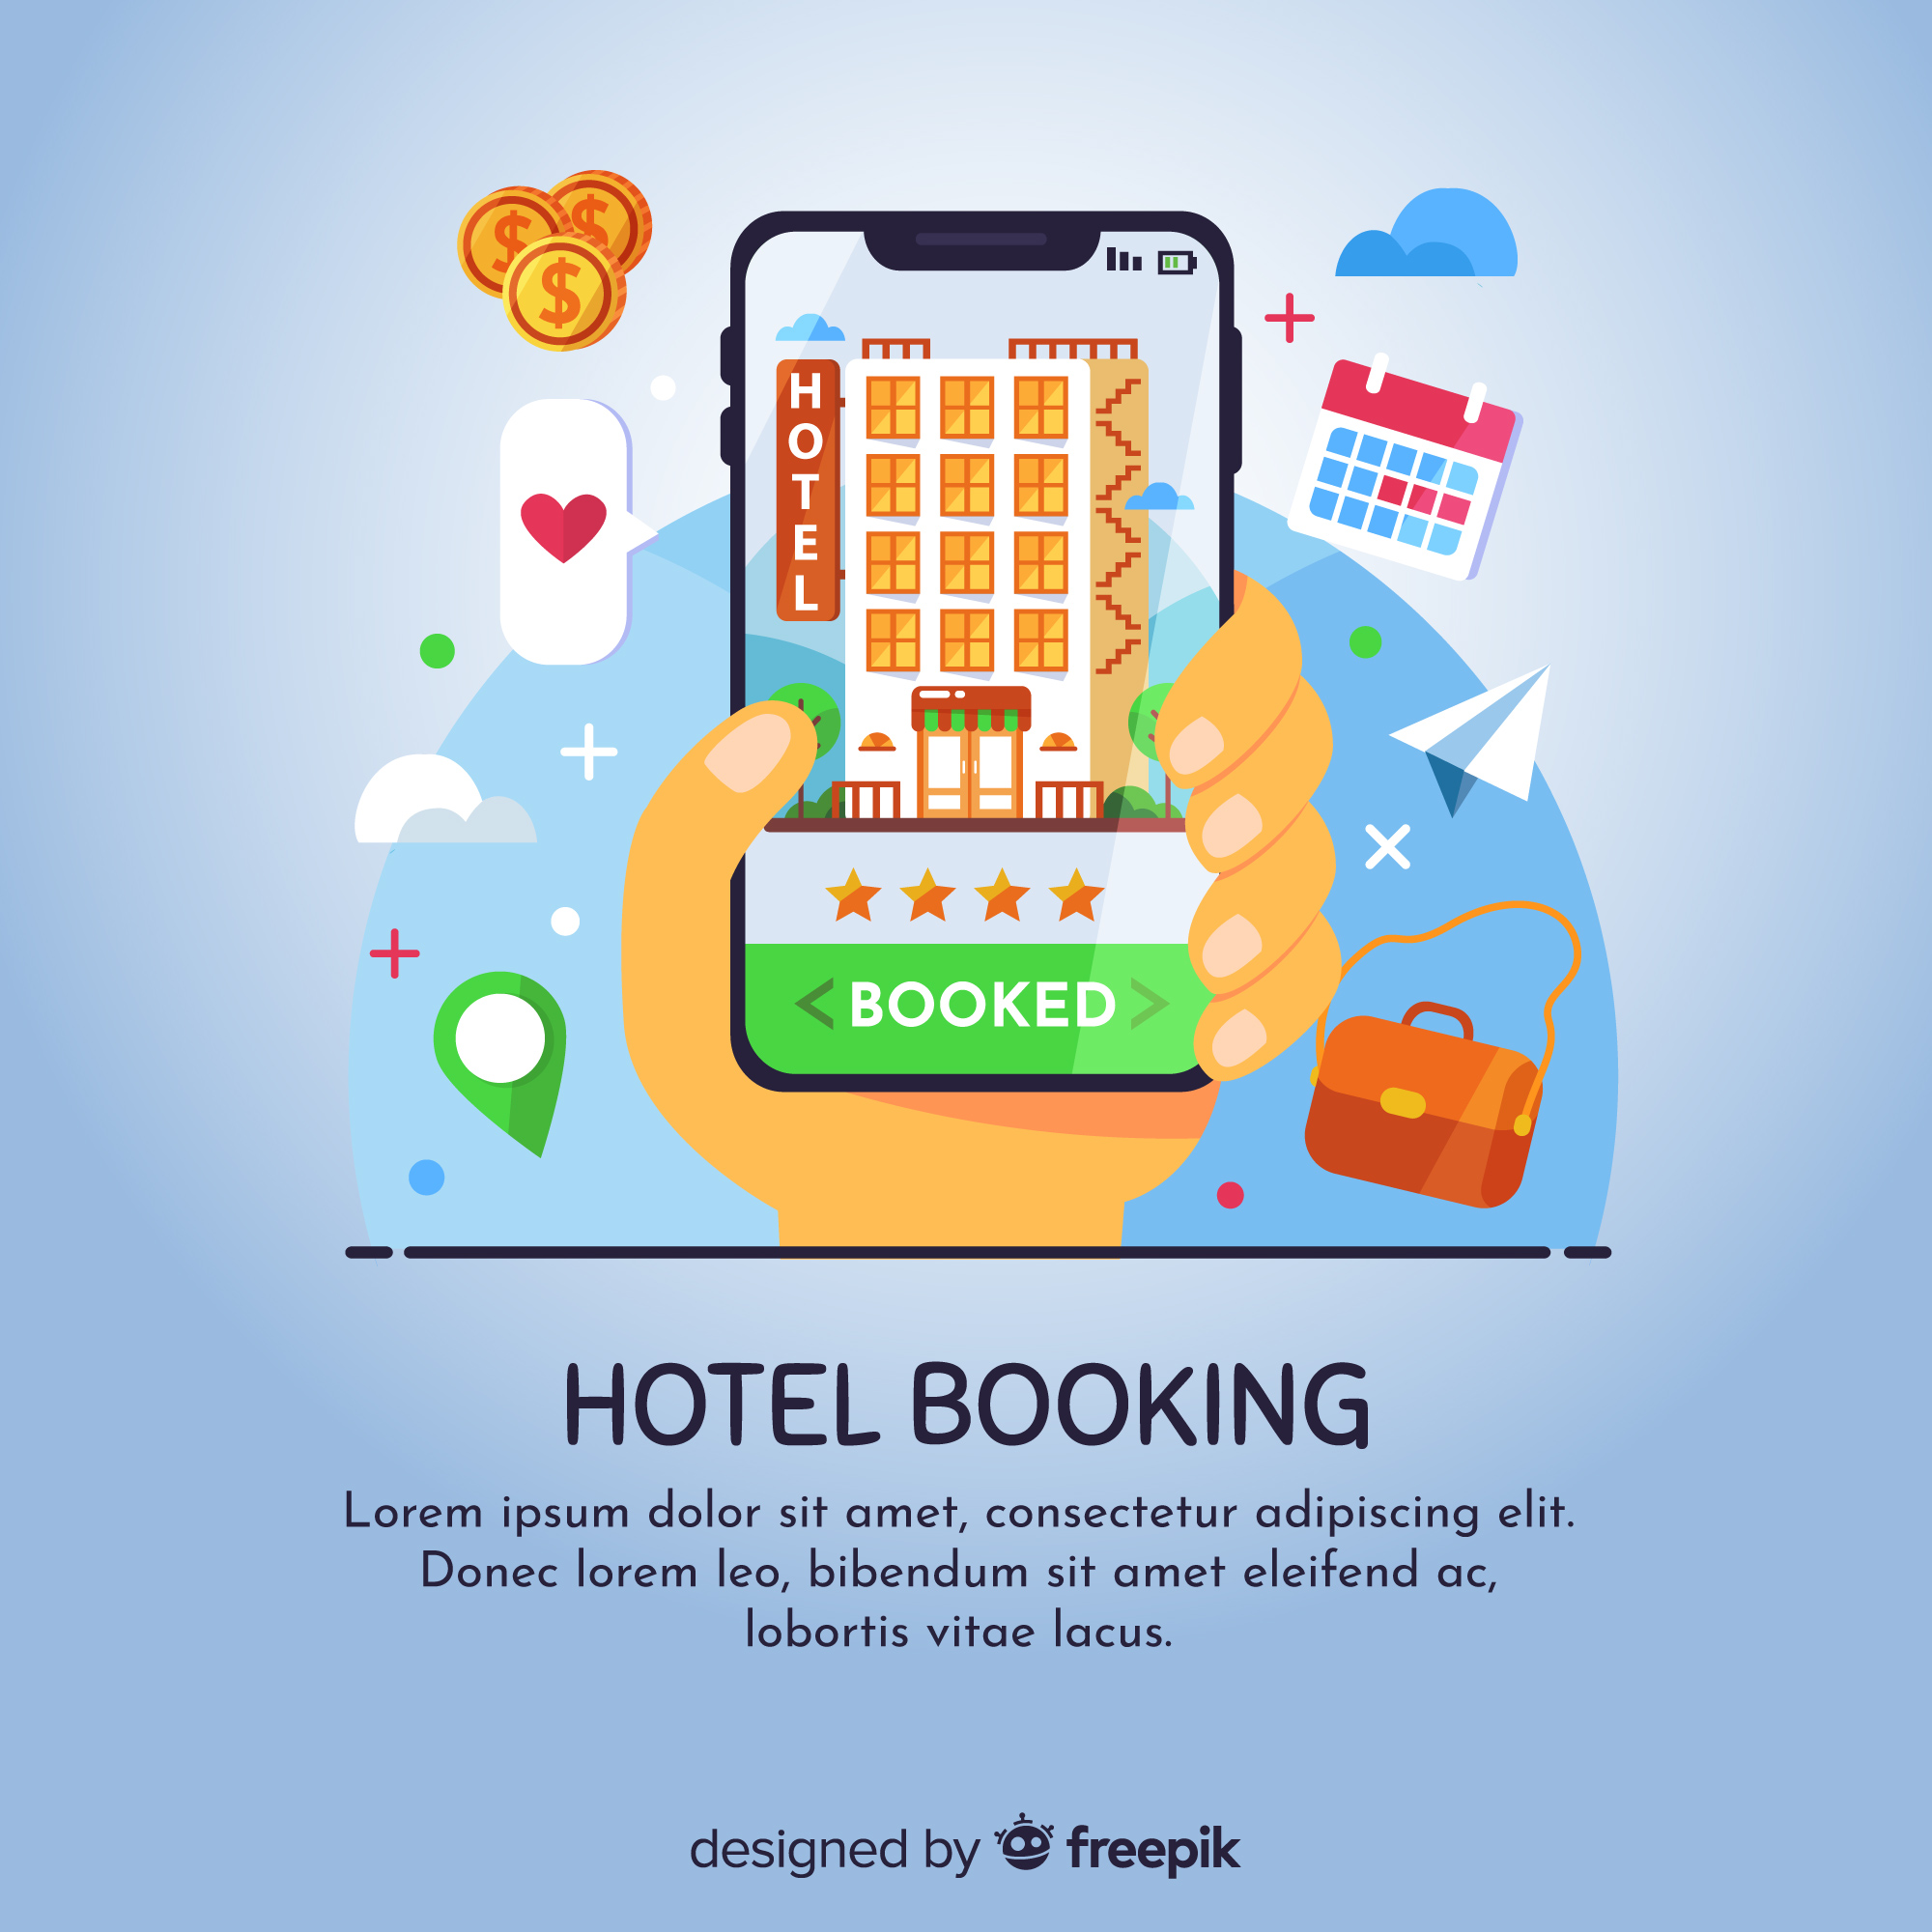 $ $
$
HOTEL
< BOOKED >
HOTEL BOOKING
Lorem ipsum dolor sit amet, consectetur adipiscing elit.
Donec lorem leo, bibendum sit amet eleifend ac,
lobortis vitae lacus.
designed by freepik